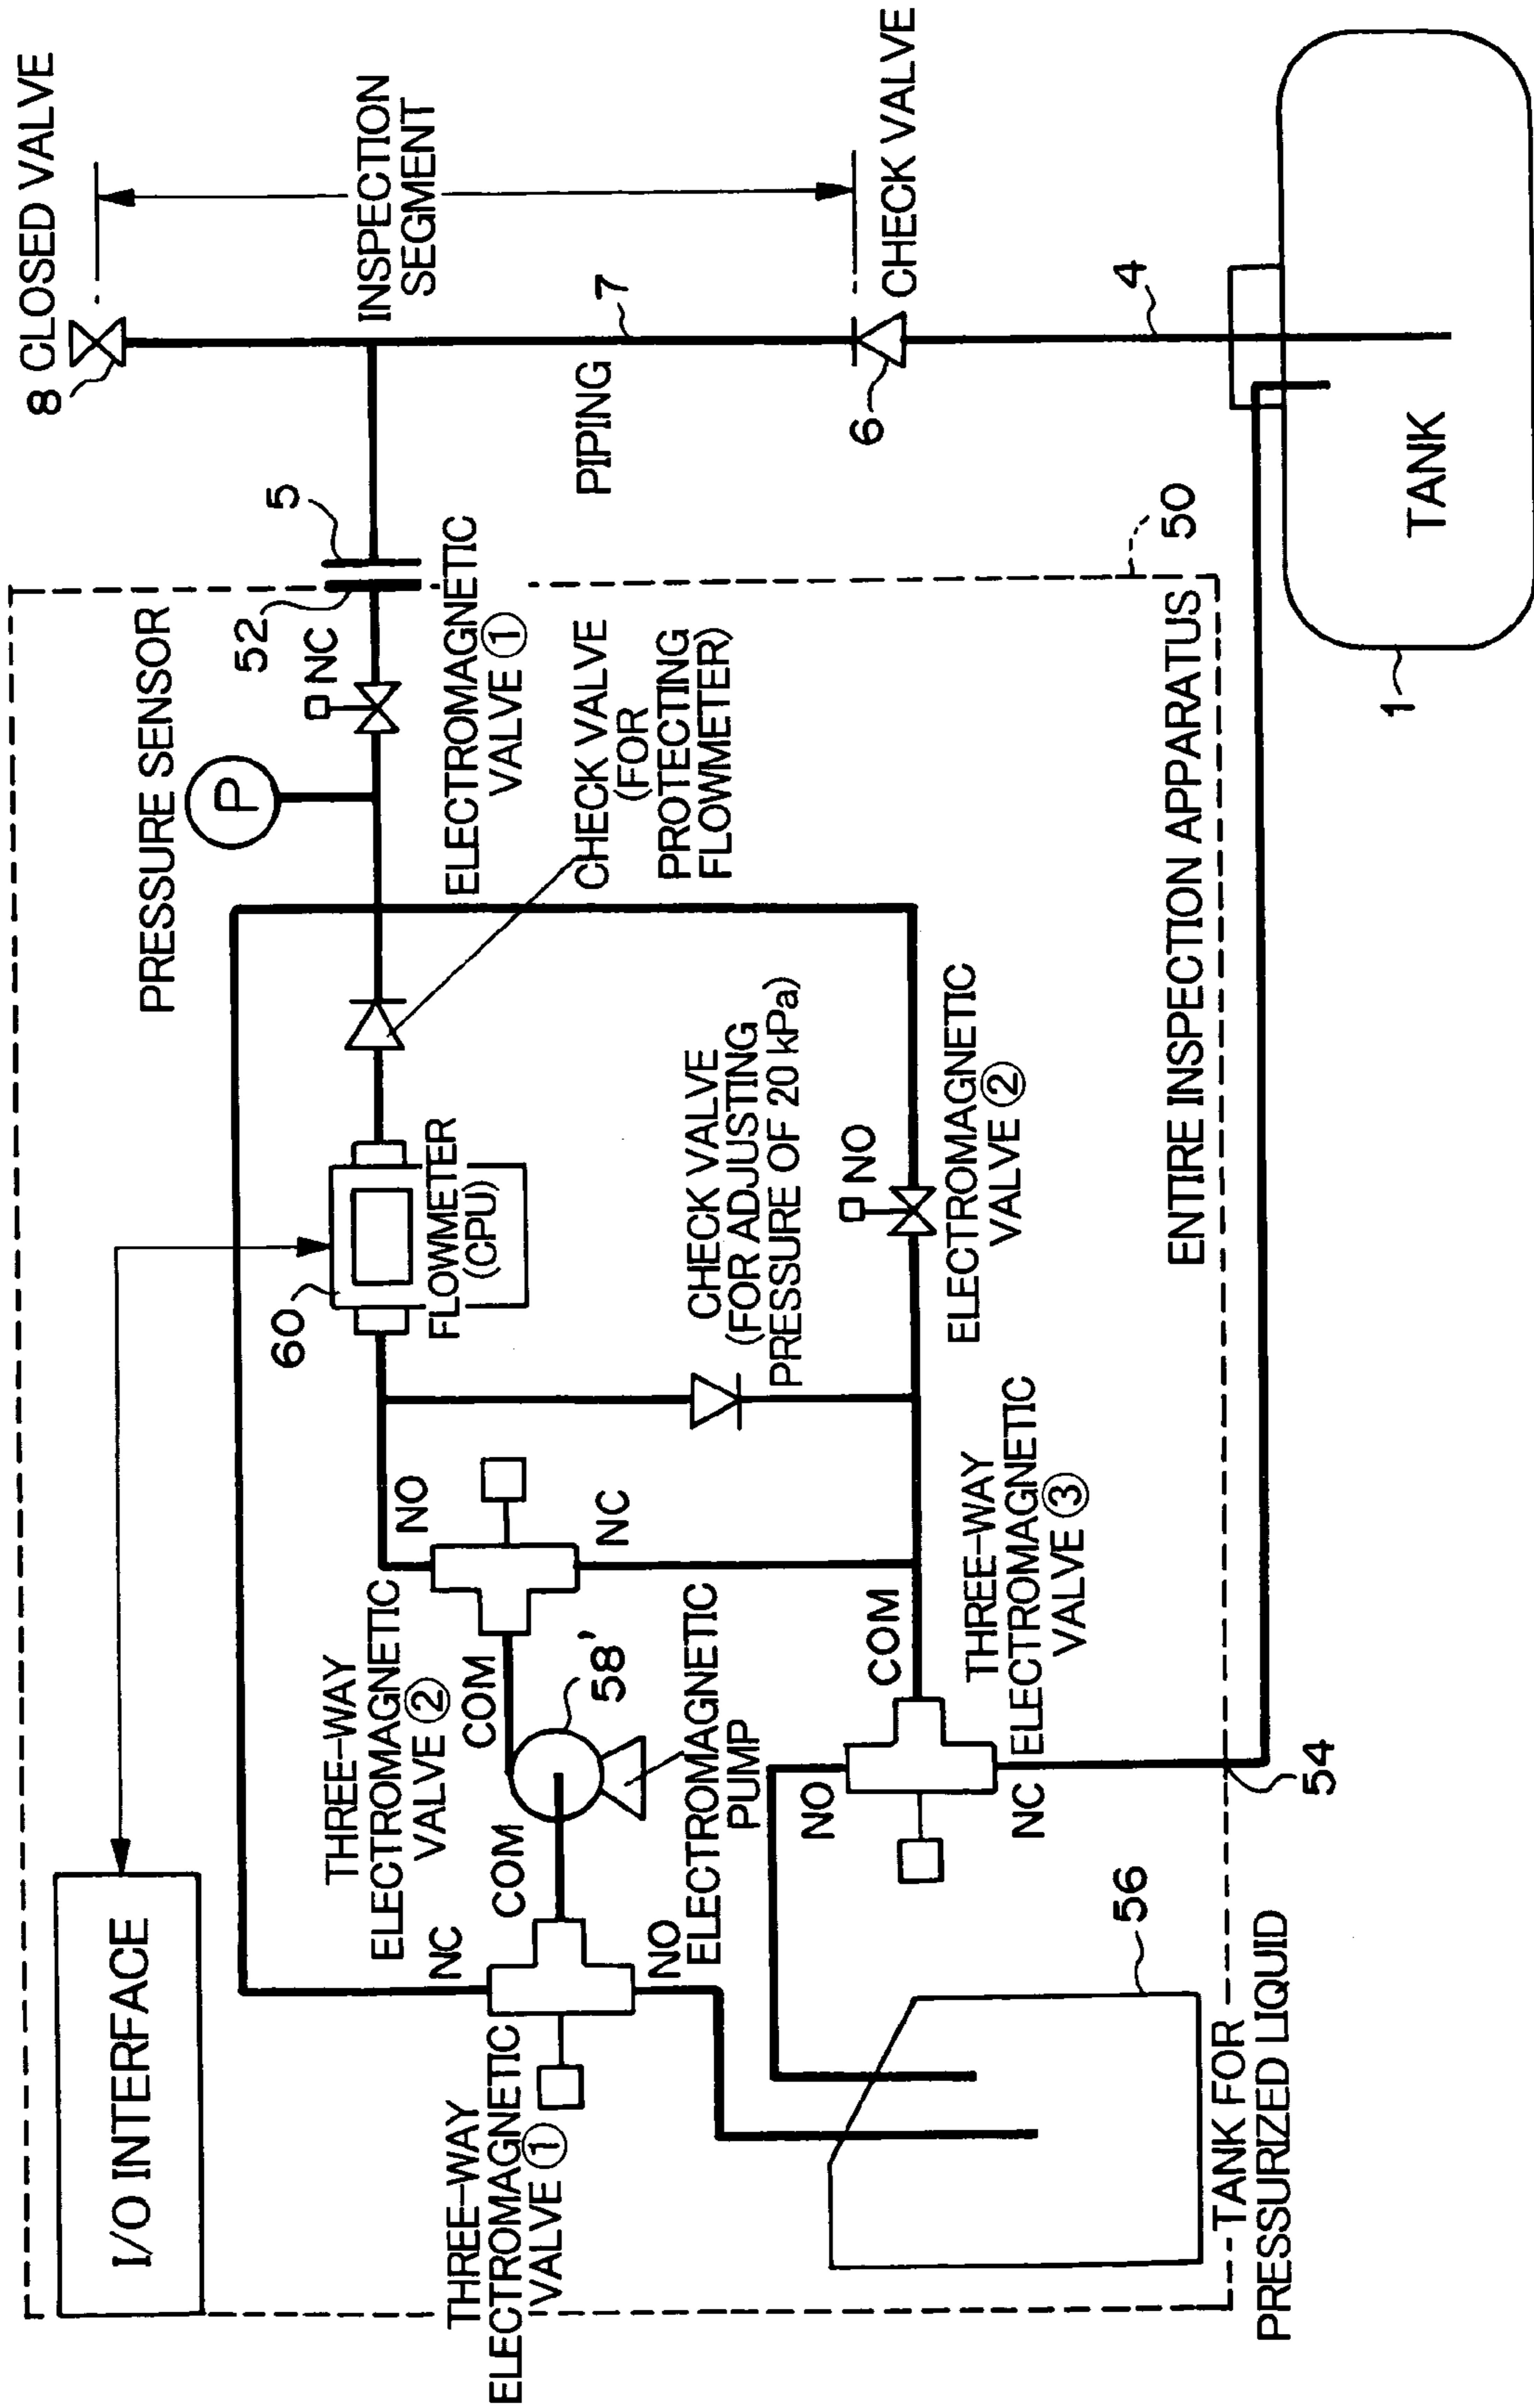 8 CLOSED VALVE
INSPECTION
SEGMENT
CHECK VALVE
7
PIPING
6
4
5
52
NC
ELECTROMAGNETIC
VALVE ①
PRESSURE SENSOR
P
CHECK VALVE
(FOR
PROTECTING
FLOWMETER)
50
TANK
1
I/O INTERFACE
60
FLOWMETER
(CPU)
CHECK VALVE
(FOR ADJUSTING
PRESSURE OF 20 kPa)
NO
ELECTROMAGNETIC
VALVE ②
ENTIRE INSPECTION APPARATUS
THREE-WAY
ELECTROMAGNETIC
VALVE ②
NO
NC
COM
58'
ELECTROMAGNETIC
PUMP
COM
NC
NO
THREE-WAY
ELECTROMAGNETIC
VALVE ①
COM
NO
NC
THREE-WAY
ELECTROMAGNETIC
VALVE ③
54
56
TANK FOR
PRESSURIZED LIQUID